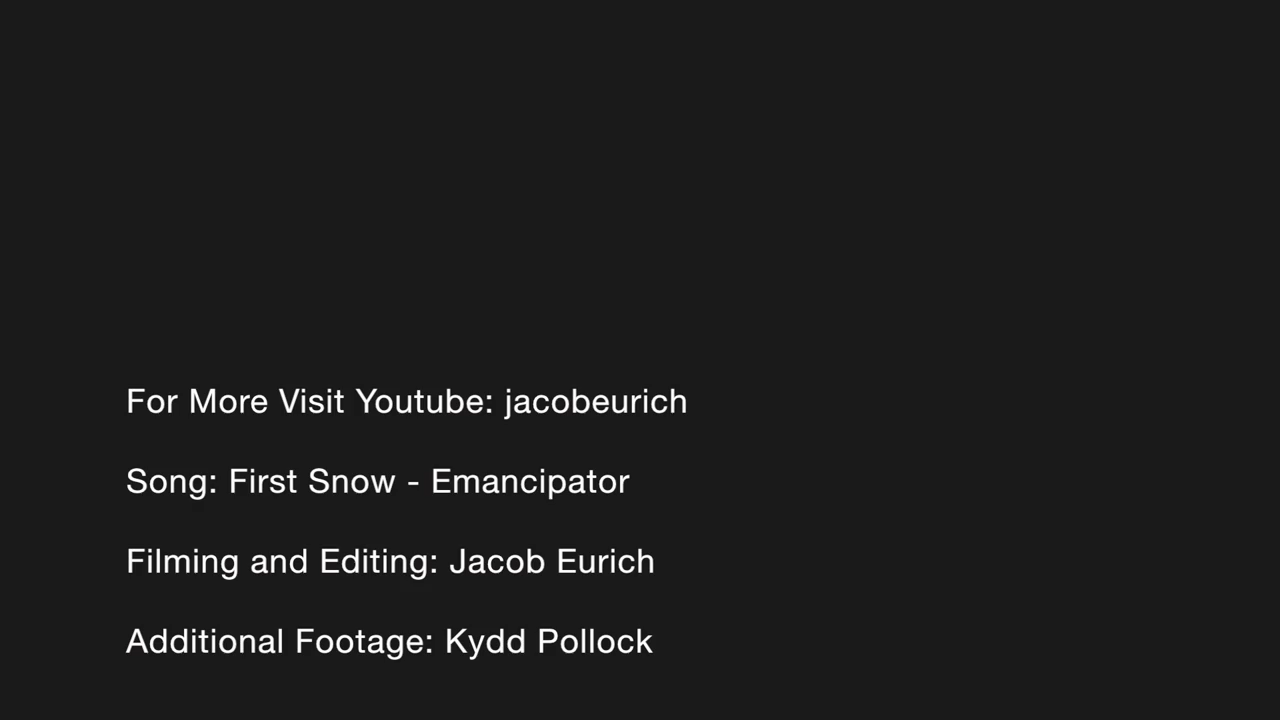 For More Visit Youtube: jacobeurich
Song: First Snow - Emancipator
Filming and Editing: Jacob Eurich
Additional Footage: Kydd Pollock